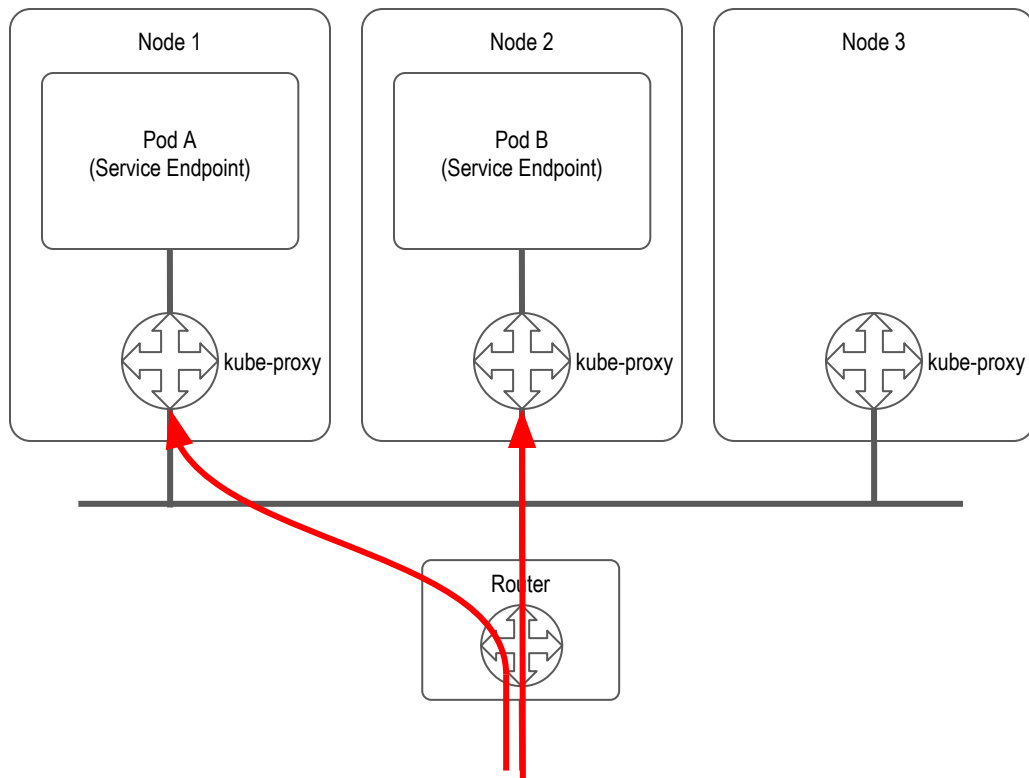 Node 1
Node 2
Node 3
Pod A
(Service Endpoint)
Pod B
(Service Endpoint)
kube-proxy
kube-proxy
kube-proxy
Router